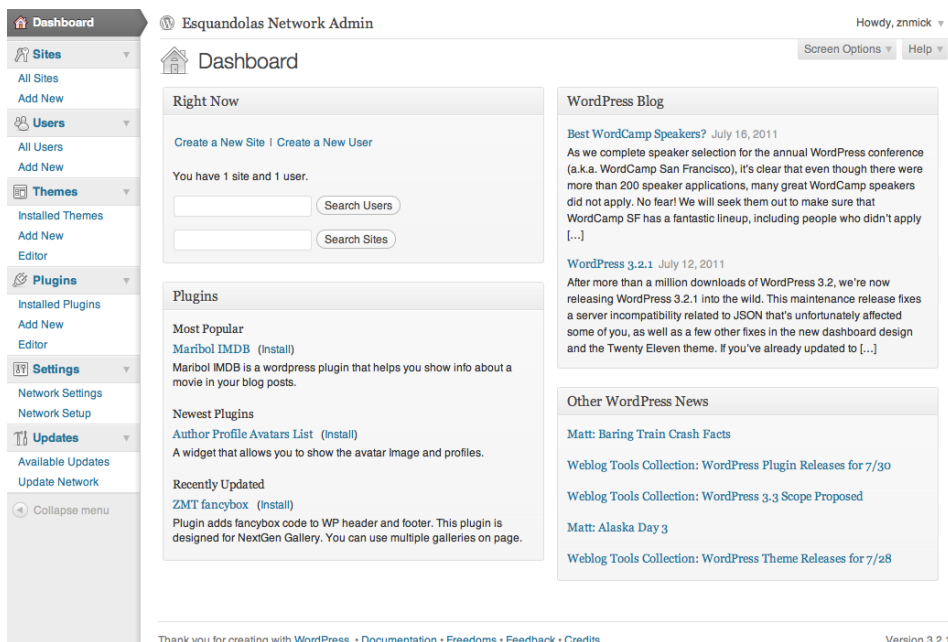 Dashboard
Sites
All Sites
Add New
Users
All Users
Add New
Themes
Installed Themes
Add New
Editor
Plugins
Installed Plugins
Add New
Editor
Settings
Network Settings
Network Setup
Updates
Available Updates
Update Network
Collapse menu
Esquandolas Network Admin
Howdy, znmick
Screen Options
Help
Dashboard
Right Now
Create a New Site | Create a New User
You have 1 site and 1 user.
Search Users
Search Sites
Plugins
Most Popular
Maribol IMDB (Install)
Maribol IMDB is a wordpress plugin that helps you show info about a
movie in your blog posts.
Newest Plugins
Author Profile Avatars List (Install)
A widget that allows you to show the avatar Image and profiles.
Recently Updated
ZMT fancybox (Install)
Plugin adds fancybox code to WP header and footer. This plugin is
designed for NextGen Gallery. You can use multiple galleries on page.
WordPress Blog
Best WordCamp Speakers? July 16, 2011
As we complete speaker selection for the annual WordPress conference
(a.k.a. WordCamp San Francisco), it's clear that even though there were
more than 200 speaker applications, many great WordCamp speakers
did not apply. No fear! We will seek them out to make sure that
WordCamp SF has a fantastic lineup, including people who didn't apply
[...]
WordPress 3.2.1 July 12, 2011
After more than a million downloads of WordPress 3.2, we're now
releasing WordPress 3.2.1 into the wild. This maintenance release fixes
a server incompatibility related to JSON that's unfortunately affected
some of you, as well as a few other fixes in the new dashboard design
and the Twenty Eleven theme. If you've already updated to [...]
Other WordPress News
Matt: Baring Train Crash Facts
Weblog Tools Collection: WordPress Plugin Releases for 7/30
Weblog Tools Collection: WordPress 3.3 Scope Proposed
Matt: Alaska Day 3
Weblog Tools Collection: WordPress Theme Releases for 7/28
Thank you for creating with WordPress. • Documentation • Freedoms • Feedback • Credits
Version 3.2.1